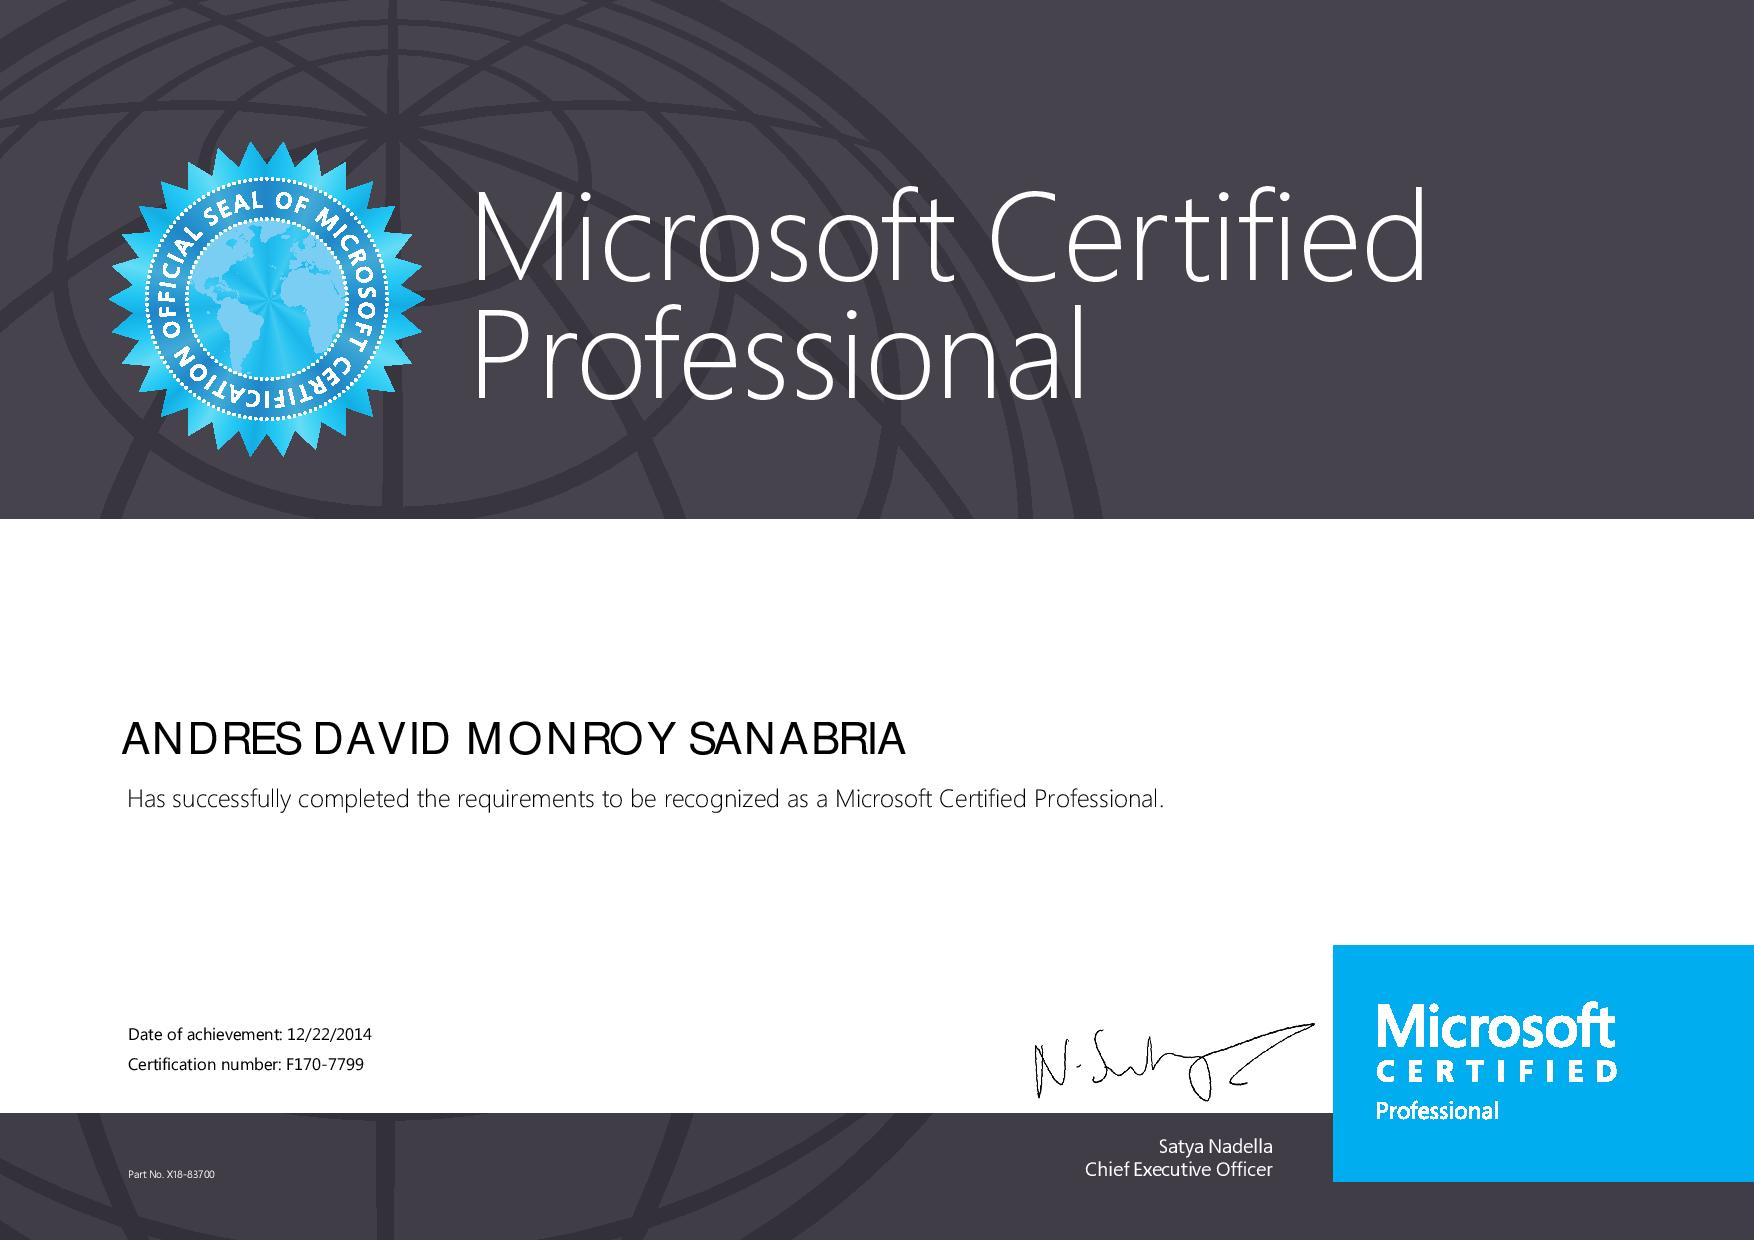 OFFICIAL SEAL OF MICROSOFT CERTIFICATION
Microsoft Certified
Professional
ANDRES DAVID MONROY SANABRIA
Has successfully completed the requirements to be recognized as a Microsoft Certified Professional.
Date of achievement: 12/22/2014
Certification number: F170-7799
N. Satya
Satya Nadella
Chief Executive Officer
Part No. X18-83700
Microsoft
CERTIFIED
Professional